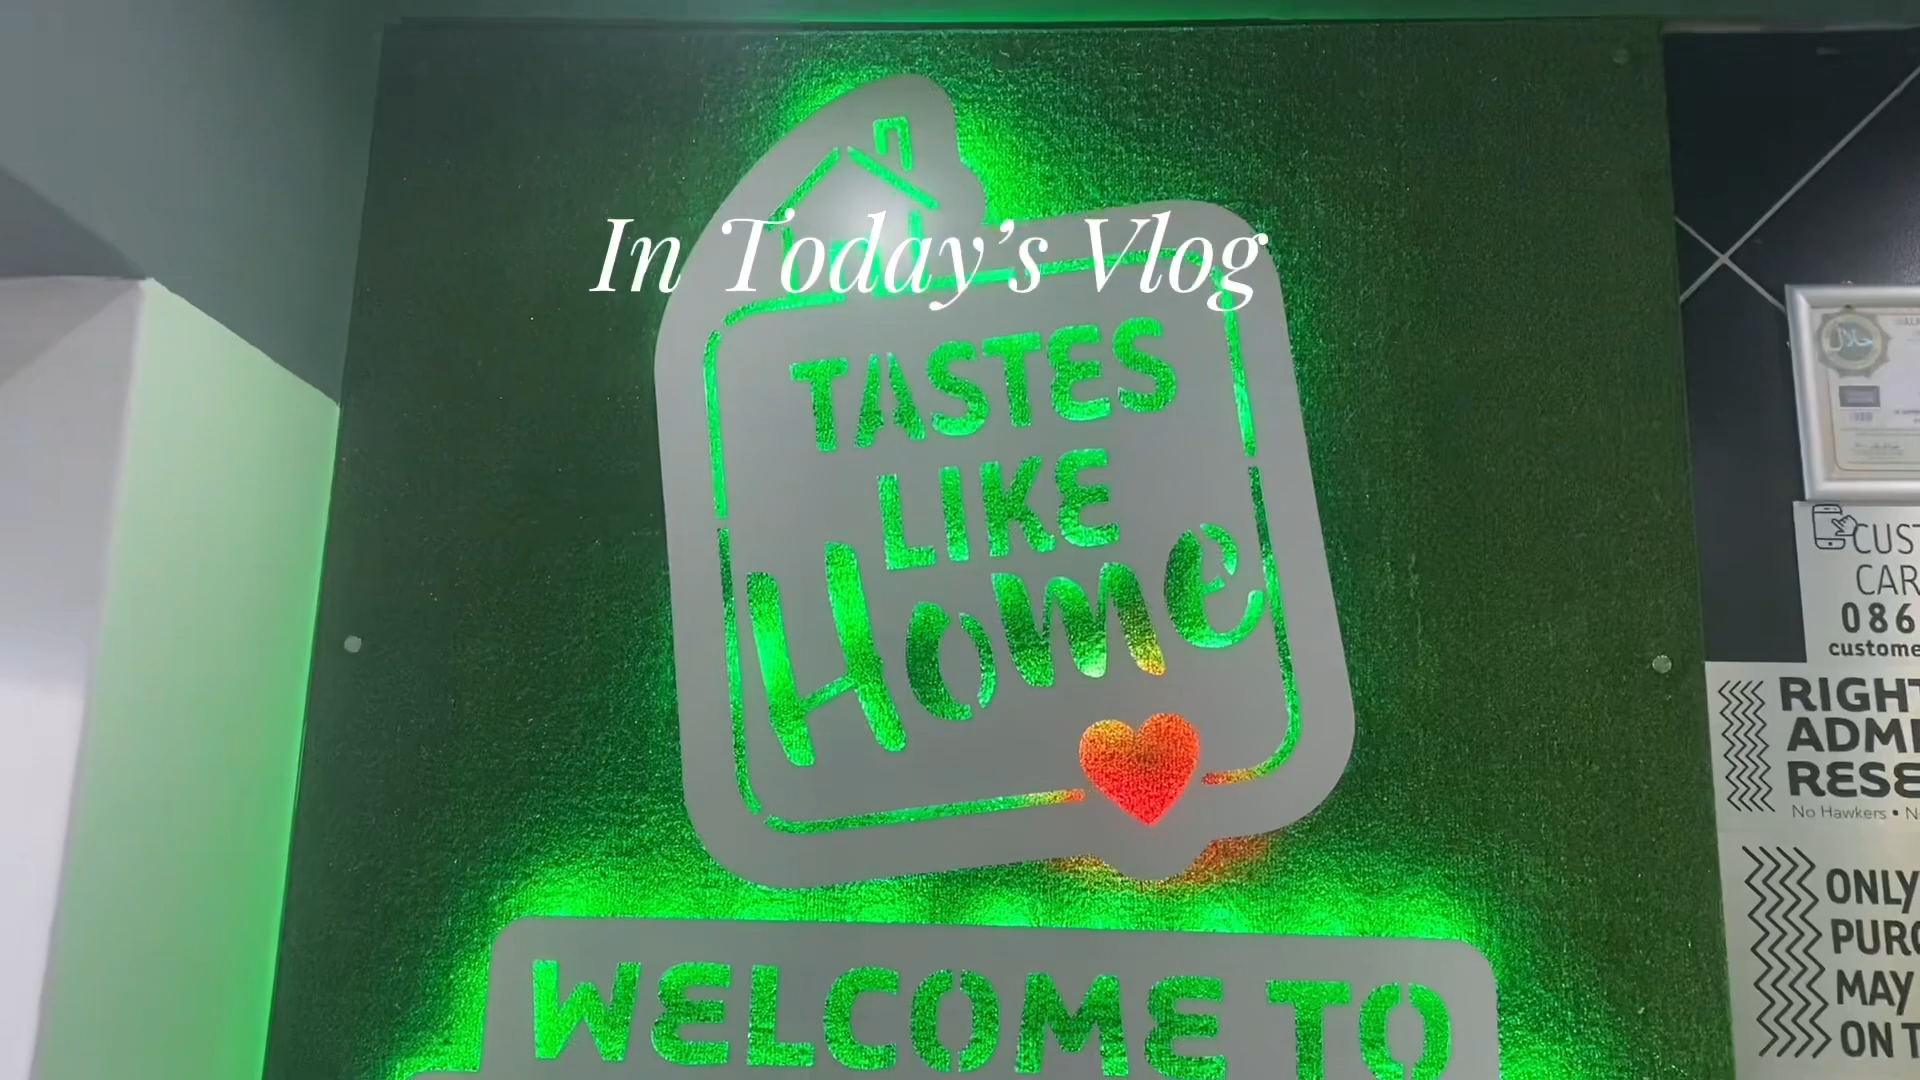 In Today's Vlog
TASTES
LIKE
Home
WELCOME TO
حلال
CUST
CAR
086
custome
RIGHT
ADMI
RESE
No Hawkers • N
ONLY
PURC
MAY
ON T